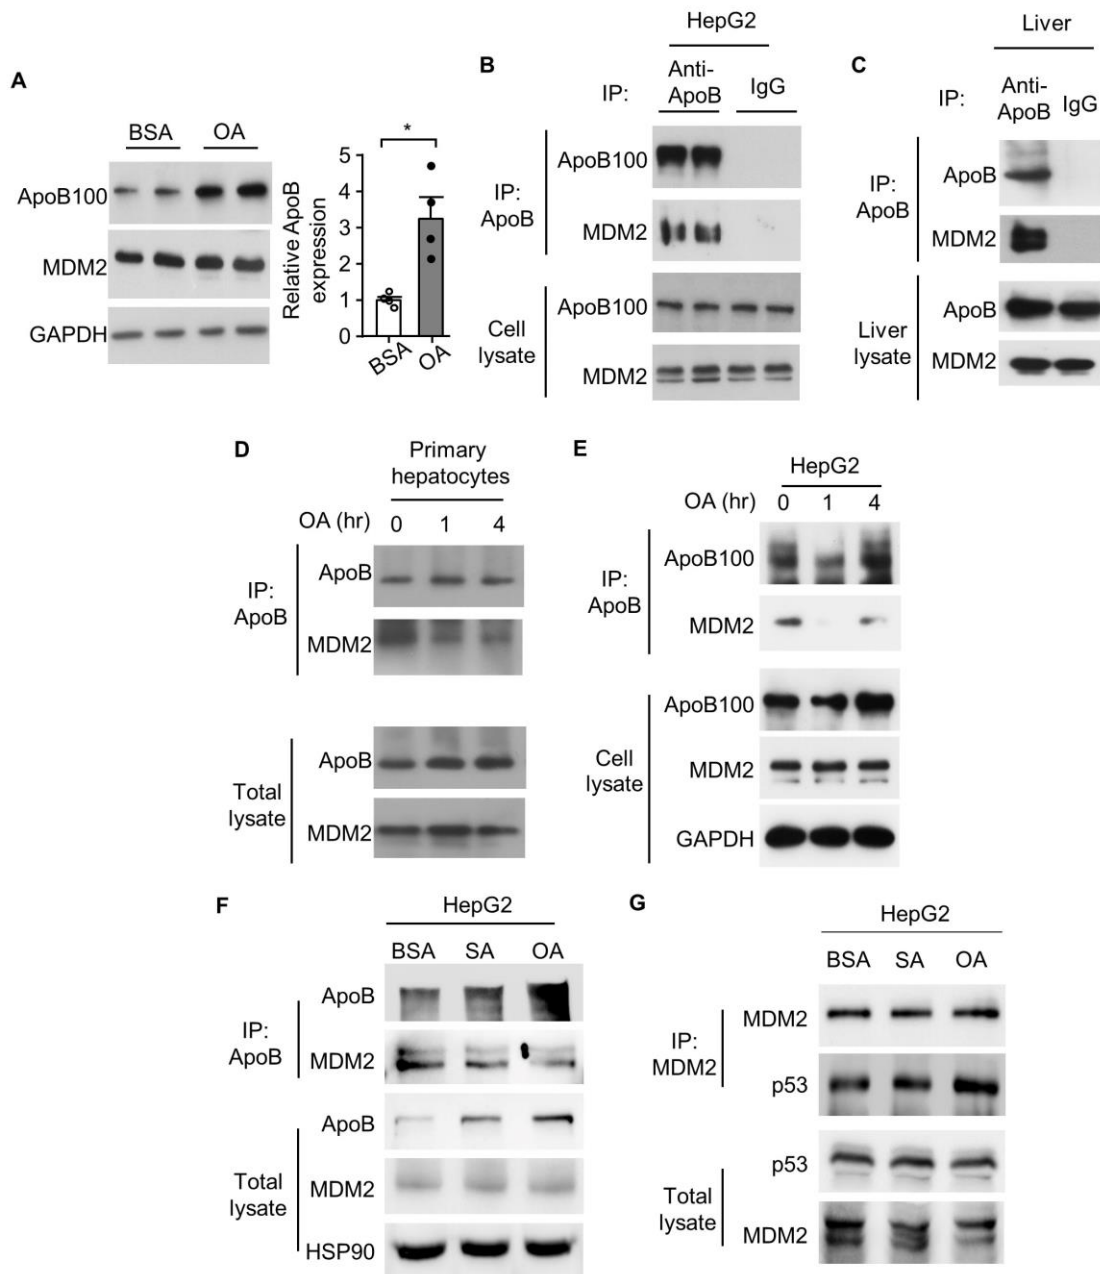 A
BSA OA
ApoB100
MDM2
GAPDH
*
Relative ApoB
expression
5
4
3
2
1
0
BSA
OA
B
HepG2
IP:
Anti-
ApoB
IgG
IP:
ApoB
ApoB100
MDM2
Cell
lysate
ApoB100
MDM2
C
Liver
IP:
Anti-
ApoB
IgG
IP:
ApoB
ApoB
MDM2
Liver
lysate
ApoB
MDM2
D
Primary
hepatocytes
OA (hr) 0 1 4
IP:
ApoB
ApoB
MDM2
Total
lysate
ApoB
MDM2
E
HepG2
OA (hr) 0 1 4
IP:
ApoB
ApoB100
MDM2
Cell
lysate
ApoB100
MDM2
GAPDH
F
HepG2
BSA SA OA
IP:
ApoB
ApoB
MDM2
Total
lysate
ApoB
MDM2
HSP90
G
HepG2
BSA SA OA
IP:
MDM2
MDM2
p53
Total
lysate
p53
MDM2